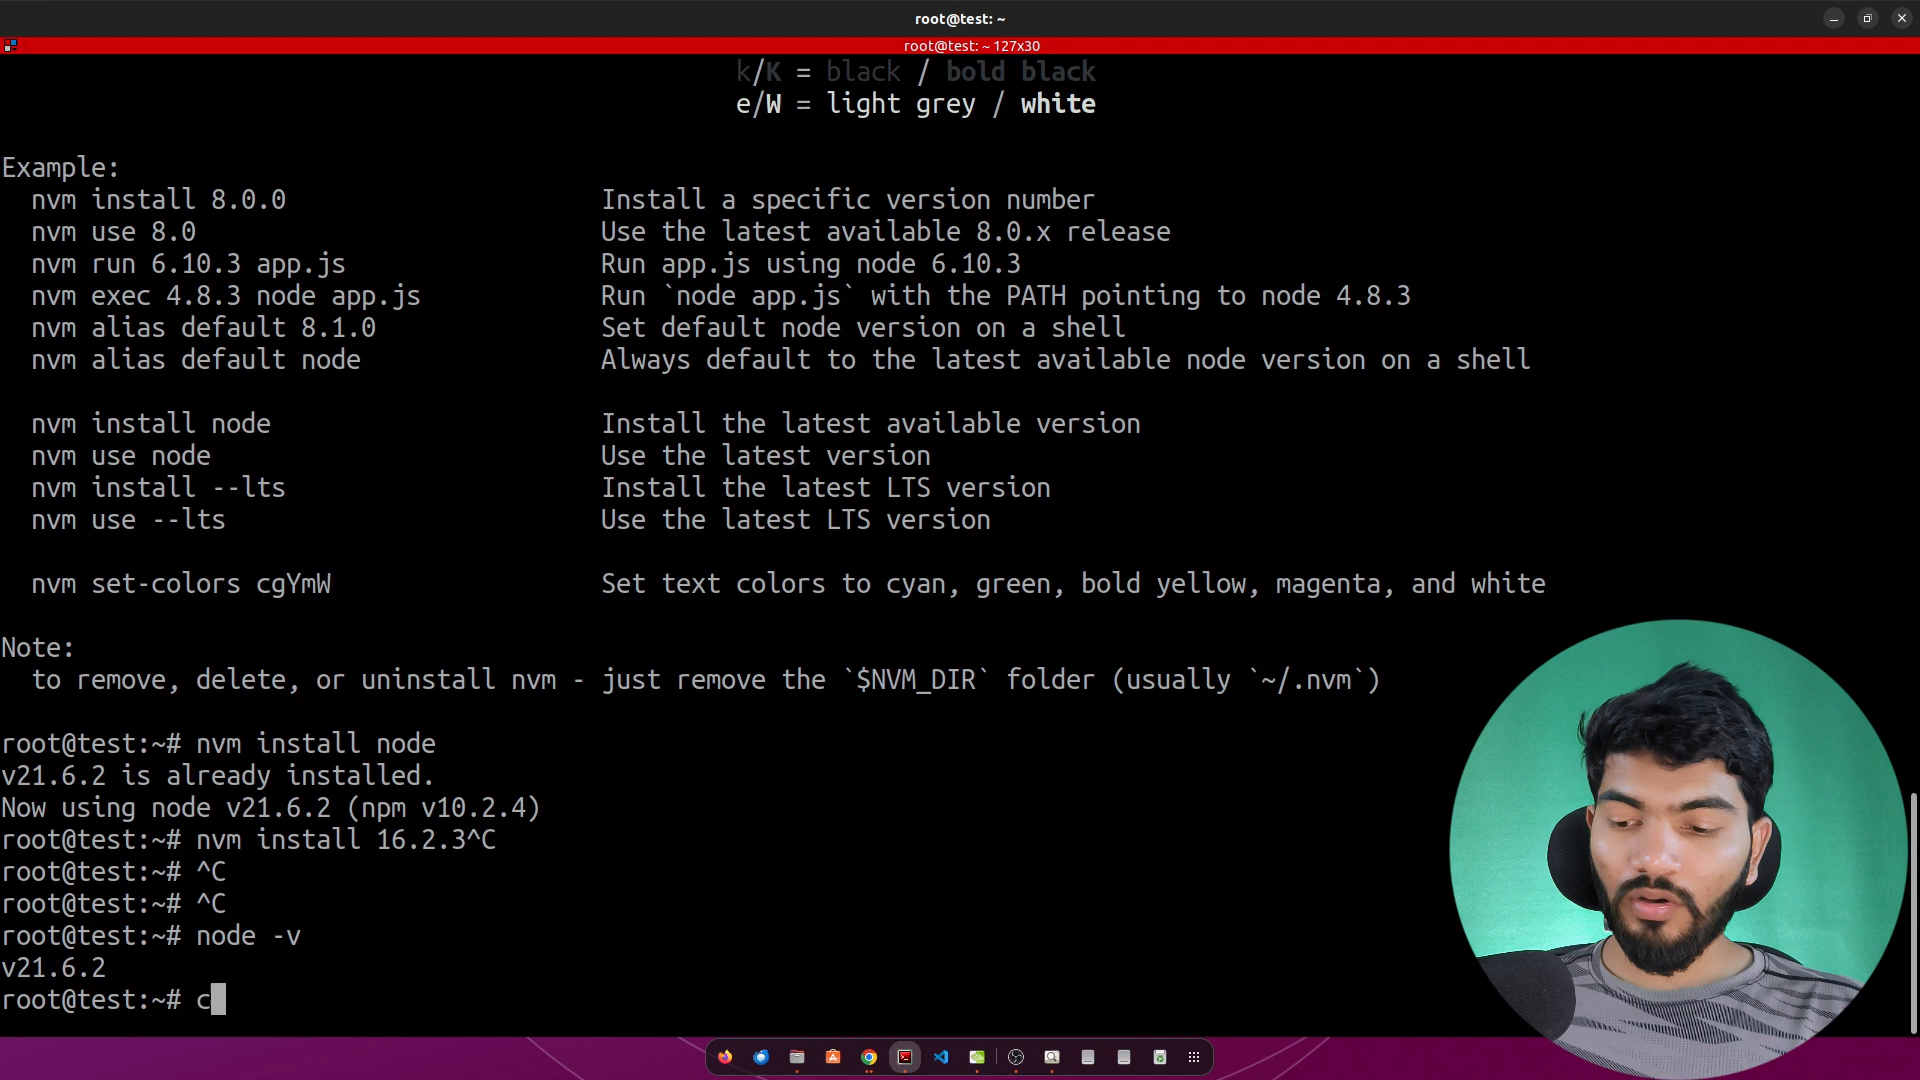 root@test: ~
root@test: ~ 127x30
k/K = black / bold black
e/W = light grey / white
Example:
nvm install 8.0.0 Install a specific version number
nvm use 8.0 Use the latest available 8.0.x release
nvm run 6.10.3 app.js Run app.js using node 6.10.3
nvm exec 4.8.3 node app.js Run `node app.js` with the PATH pointing to node 4.8.3
nvm alias default 8.1.0 Set default node version on a shell
nvm alias default node Always default to the latest available node version on a shell
nvm install node Install the latest available version
nvm use node Use the latest version
nvm install --lts Install the latest LTS version
nvm use --lts Use the latest LTS version
nvm set-colors cgYmW Set text colors to cyan, green, bold yellow, magenta, and white
Note:
to remove, delete, or uninstall nvm - just remove the `$NVM_DIR` folder (usually `~/.nvm`)
root@test:~# nvm install node
v21.6.2 is already installed.
Now using node v21.6.2 (npm v10.2.4)
root@test:~# nvm install 16.2.3^C
root@test:~# ^C
root@test:~# ^C
root@test:~# node -v
v21.6.2
root@test:~# c